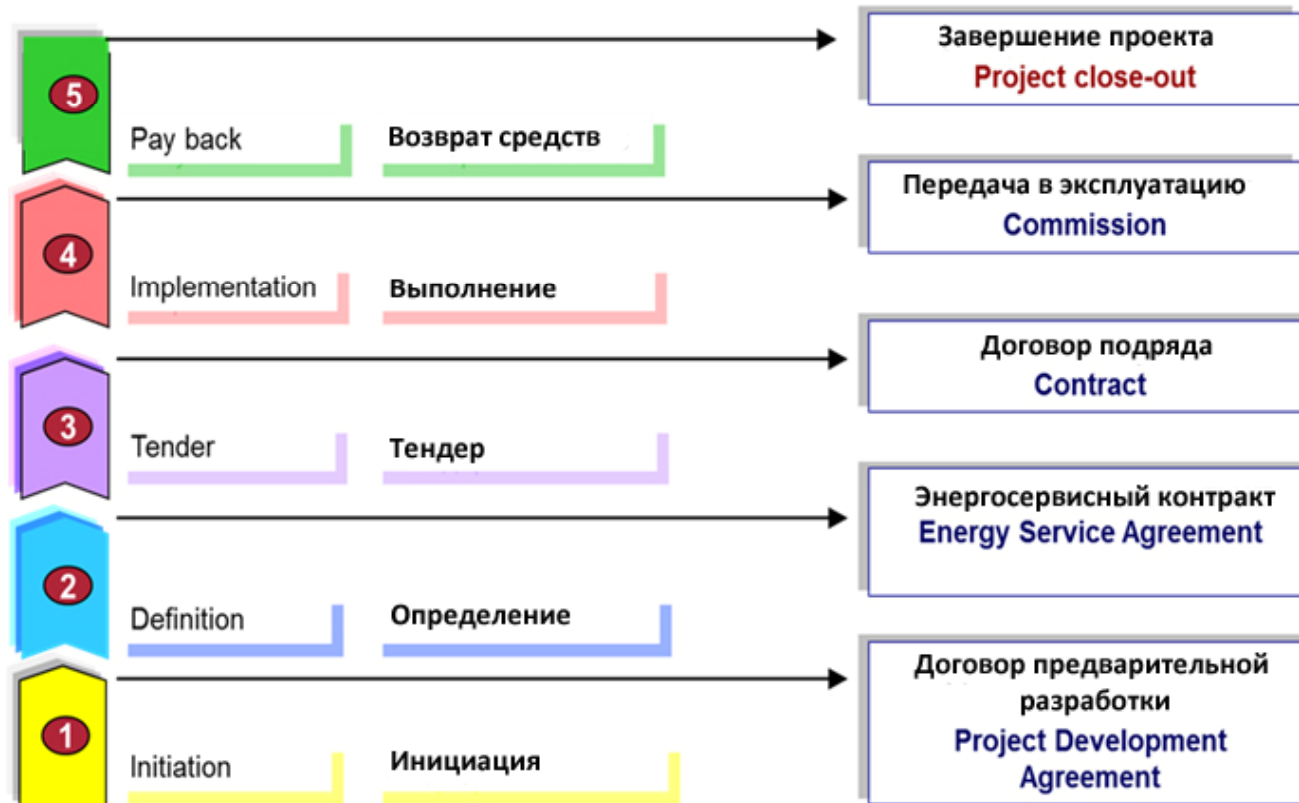 Завершение проекта
Project close-out
5
Pay back
Возврат средств
Передача в эксплуатацию
Commission
4
Implementation
Выполнение
Договор подряда
Contract
3
Tender
Тендер
Энергосервисный контракт
Energy Service Agreement
2
Definition
Определение
Договор предварительной
разработки
Project Development
Agreement
1
Initiation
Инициация